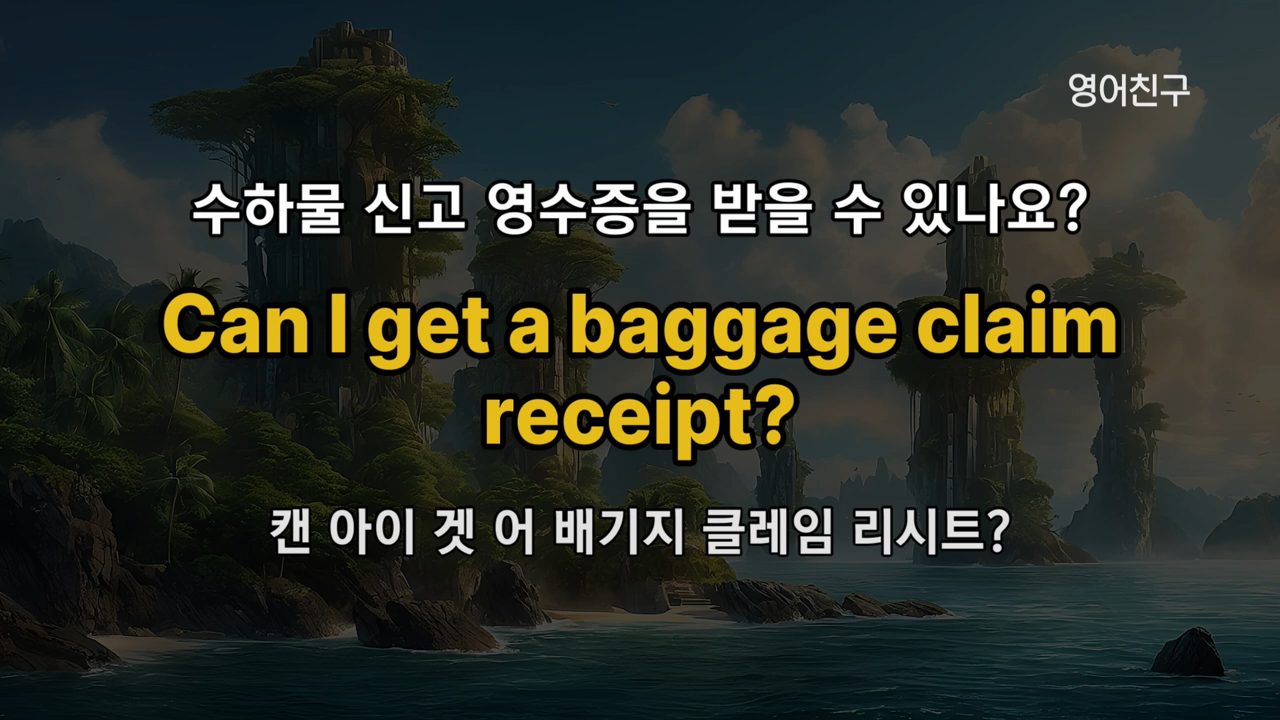 영어친구
수하물 신고 영수증을 받을 수 있나요?
Can I get a baggage claim
receipt?
캔 아이 겟 어 배기지 클레임 리시트?